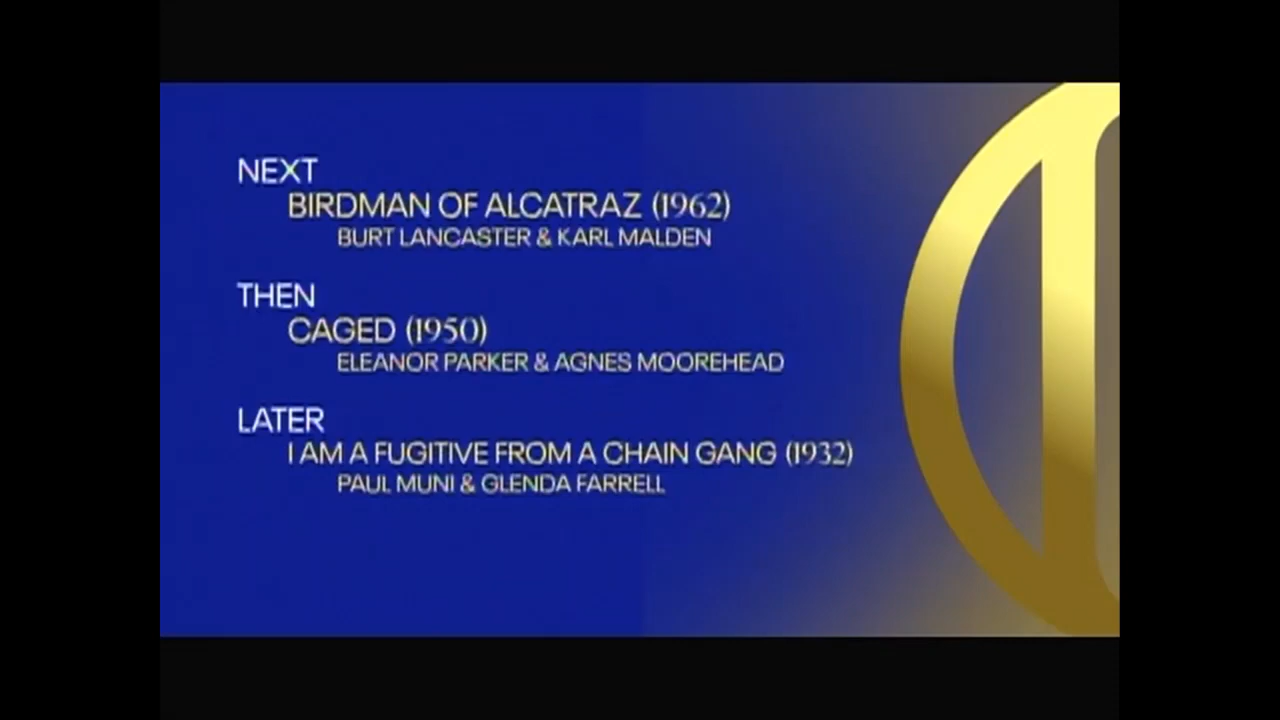 NEXT
BIRDMAN OF ALCATRAZ (1962)
BURT LANCASTER & KARL MALDEN
THEN
CAGED (1950)
ELEANOR PARKER & AGNES MOOREHEAD
LATER
I AM A FUGITIVE FROM A CHAIN GANG (1932)
PAUL MUNI & GLENDA FARRELL